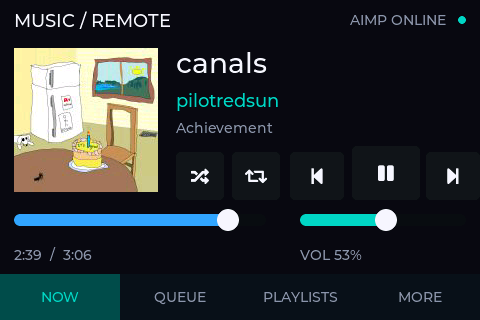 MUSIC / REMOTE
AIMP ONLINE
canals
pilotredsun
Achievement
2:39 / 3:06
VOL 53%
NOW
QUEUE
PLAYLISTS
MORE